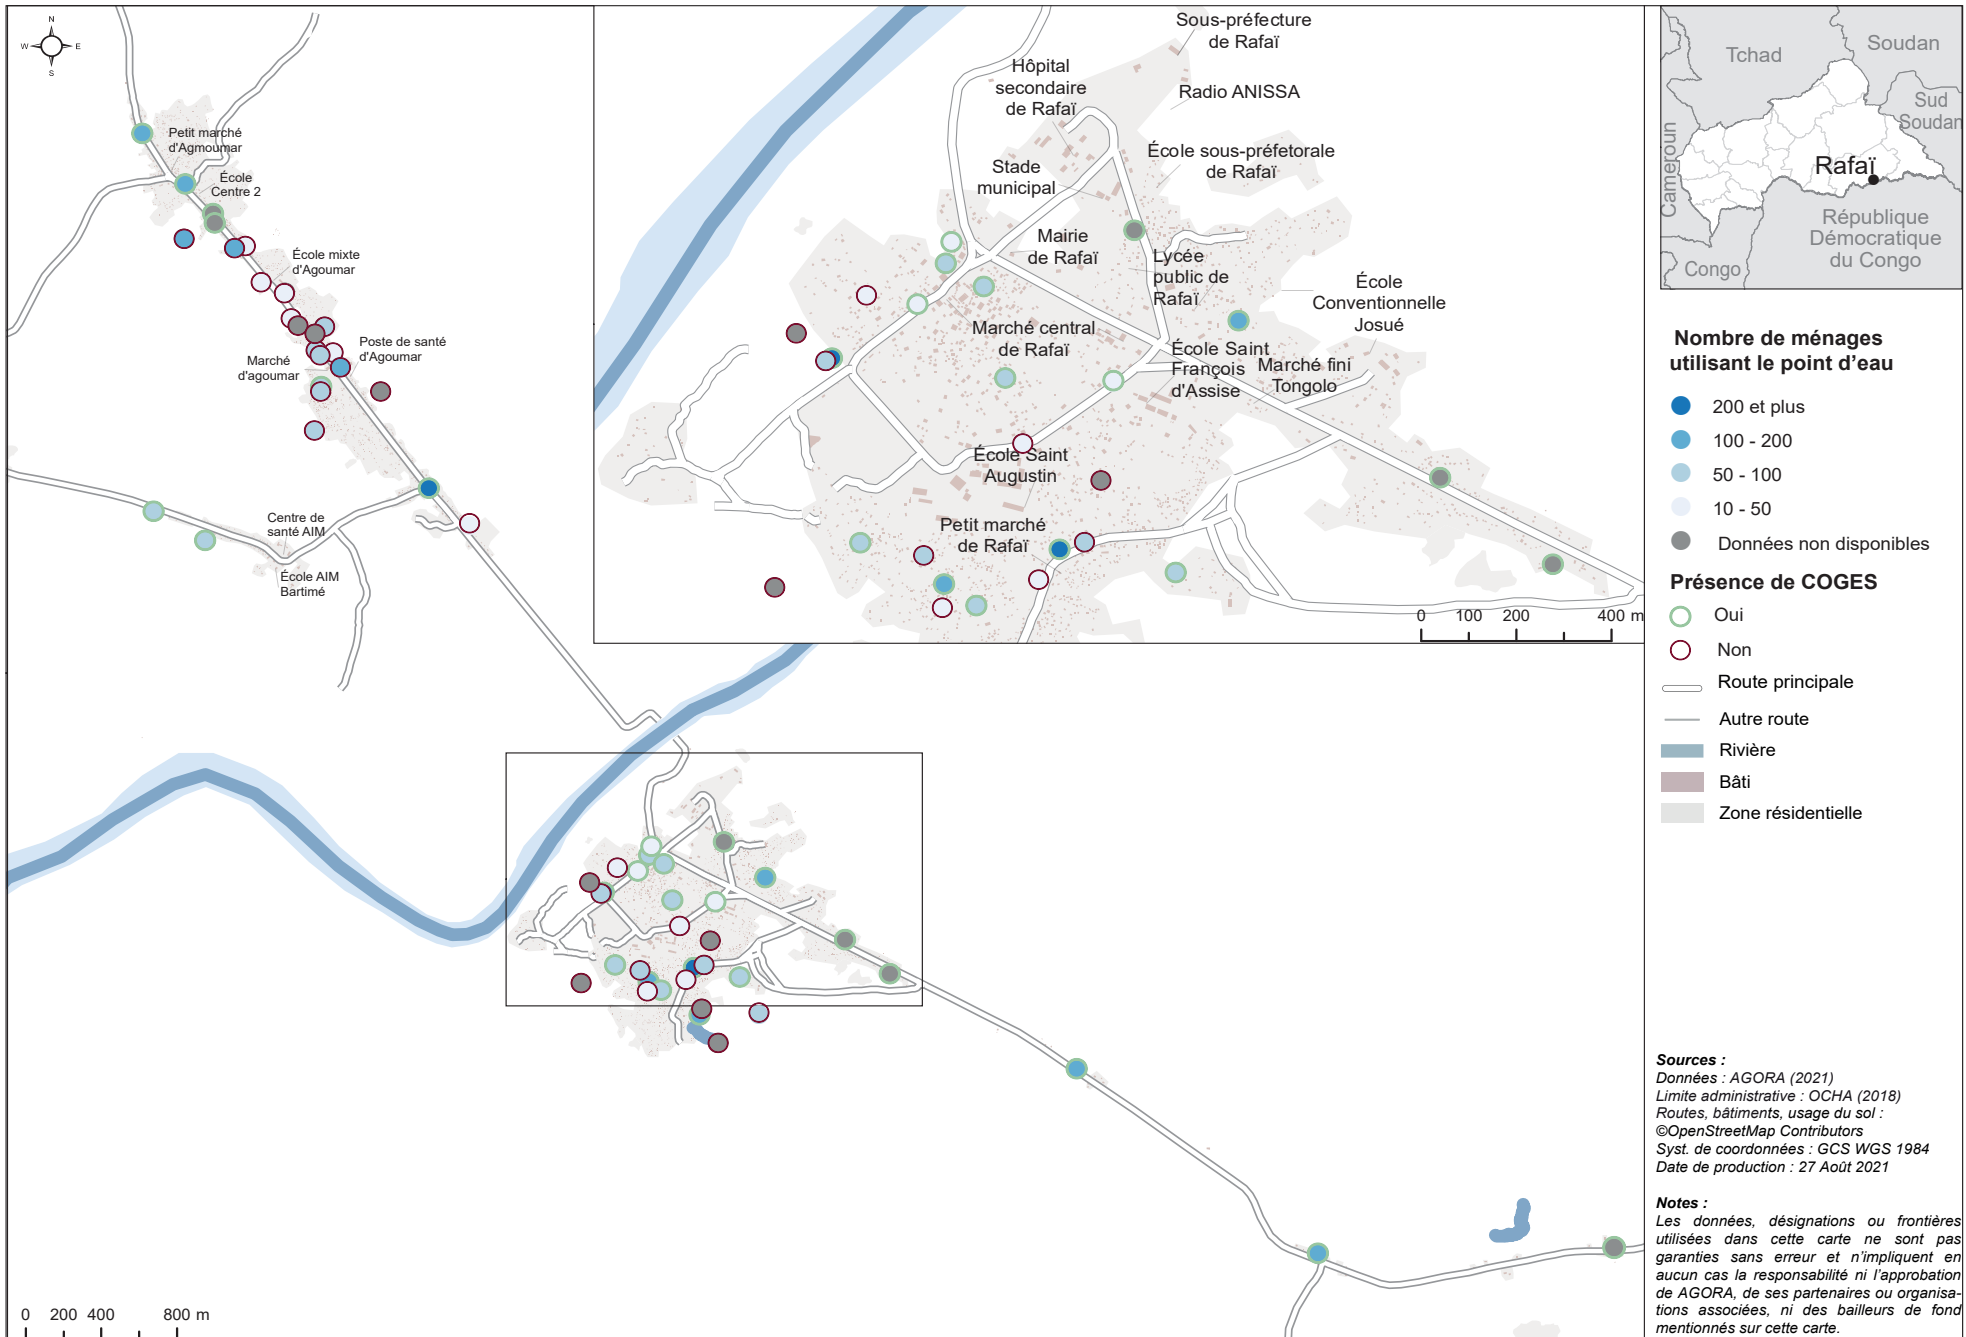 N
W
E
S
Petit marché
d'Agmoumar
École
Centre 2
École mixte
d'Agoumar
Poste de santé
d'Agoumar
Marché
d'agoumar
Centre de
santé AIM
École AIM
Bartimé
0 200 400 800 m
Sous-préfecture
de Rafaï
Hôpital
secondaire
de Rafaï
Radio ANISSA
Stade
municipal
École sous-préfetorale
de Rafaï
Mairie
de Rafaï
Lycée
public de
Rafaï
École
Conventionnelle
Josué
Marché central
de Rafaï
École Saint
François
d'Assise
Marché fini
Tongolo
École Saint
Augustin
Petit marché
de Rafaï
0 100 200 400 m
Tchad
Soudan
Sud
Soudan
Cameroun
Rafaï
République
Démocratique
du Congo
Congo
Nombre de ménages
utilisant le point d'eau
200 et plus
100 - 200
50 - 100
10 - 50
Données non disponibles
Présence de COGES
Oui
Non
Route principale
Autre route
Rivière
Bâti
Zone résidentielle
Sources :
Données : AGORA (2021)
Limite administrative : OCHA (2018)
Routes, bâtiments, usage du sol :
©OpenStreetMap Contributors
Syst. de coordonnées : GCS WGS 1984
Date de production : 27 Août 2021
Notes :
Les données, désignations ou frontières
utilisées dans cette carte ne sont pas
garanties sans erreur et n'impliquent en
aucun cas la responsabilité ni l'approbation
de AGORA, de ses partenaires ou organisa-
tions associées, ni des bailleurs de fond
mentionnés sur cette carte.